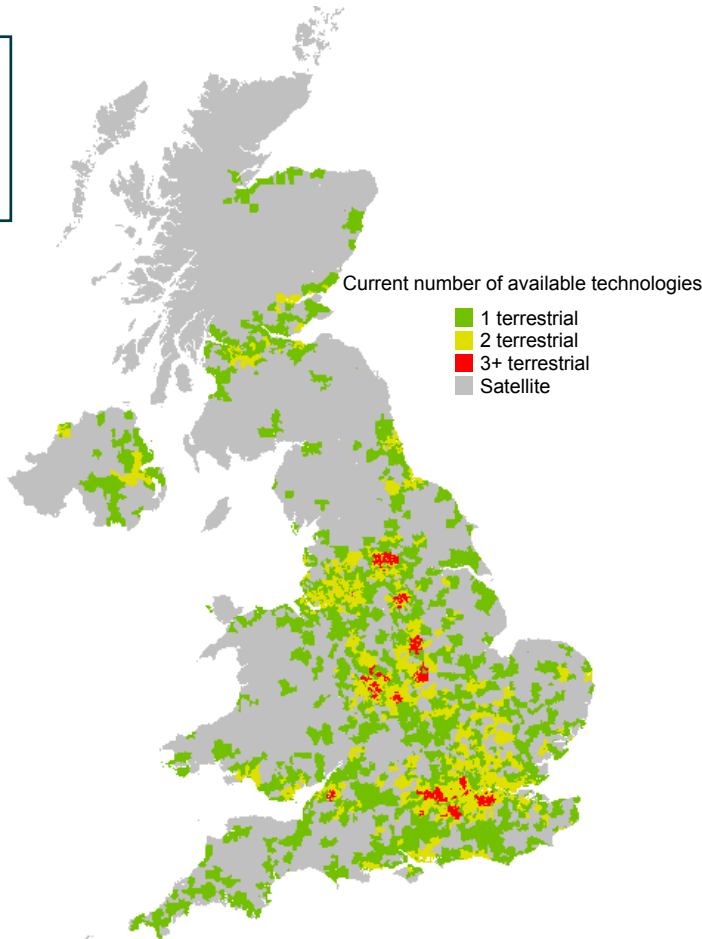 Current number of available technologies
1 terrestrial
2 terrestrial
3+ terrestrial
Satellite